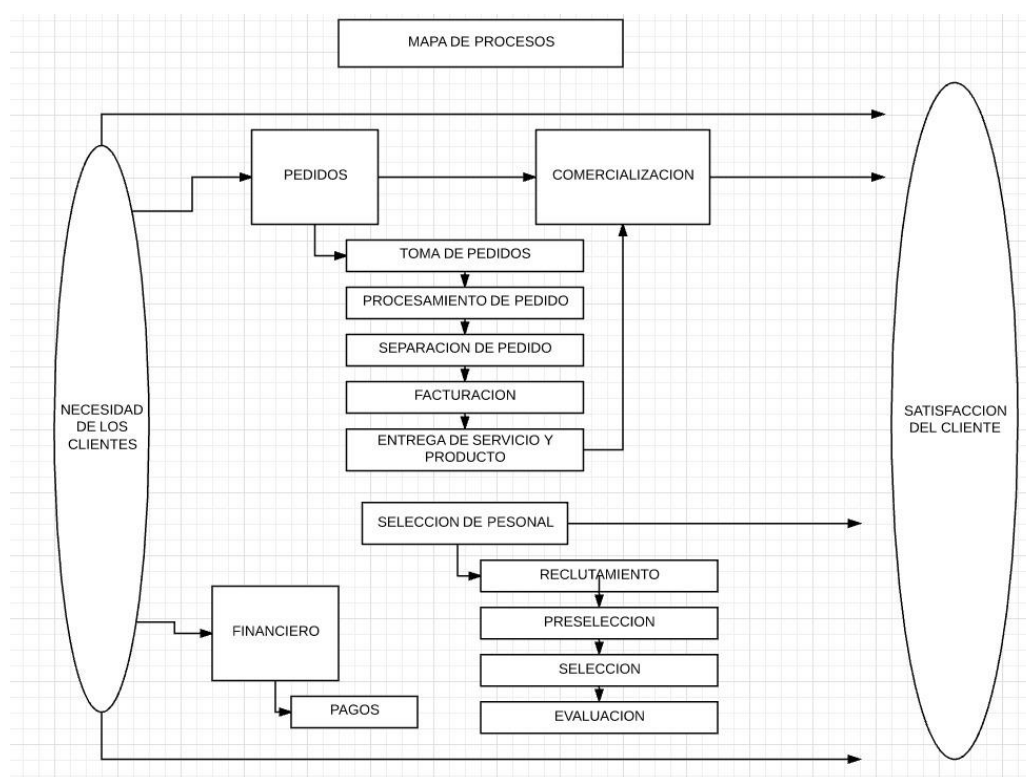 MAPA DE PROCESOS
PEDIDOS
COMERCIALIZACION
TOMA DE PEDIDOS
PROCESAMIENTO DE PEDIDO
SEPARACION DE PEDIDO
FACTURACION
ENTREGA DE SERVICIO Y
PRODUCTO
NECESIDAD
DE LOS
CLIENTES
SATISFACCION
DEL CLIENTE
SELECCION DE PESONAL
RECLUTAMIENTO
PRESELECCION
SELECCION
EVALUACION
FINANCIERO
PAGOS